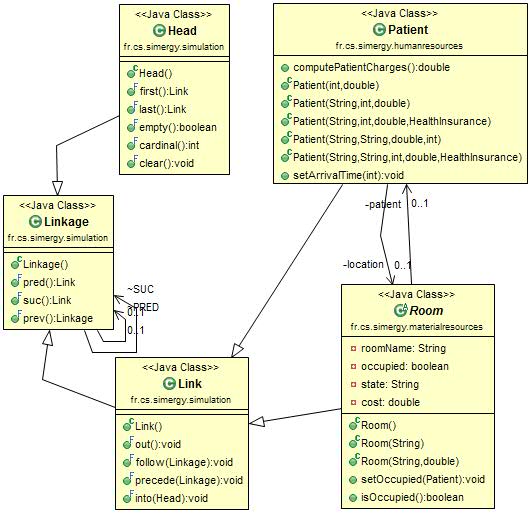 <<Java Class>>
Head
fr.cs.simergy.simulation
Head()
first():Link
last():Link
empty():boolean
cardinal():int
clear():void
<<Java Class>>
Patient
fr.cs.simergy.humanresources
computePatientCharges():double
Patient(int,double)
Patient(String,int,double)
Patient(String,int,double,HealthInsurance)
Patient(String,String,double,int)
Patient(String,String,int,double,HealthInsurance)
setArrivalTime(int):void
<<Java Class>>
Linkage
fr.cs.simergy.simulation
Linkage()
pred():Link
suc():Link
prev():Linkage
~SUC
~PRED
0..1
0..1
-patient
0..1
-location
0..1
<<Java Class>>
Room
fr.cs.simergy.materialresources
roomName: String
occupied: boolean
state: String
cost: double
Room()
Room(String)
Room(String,double)
setOccupied(Patient):void
isOccupied():boolean
<<Java Class>>
Link
fr.cs.simergy.simulation
Link()
out():void
follow(Linkage):void
precede(Linkage):void
into(Head):void